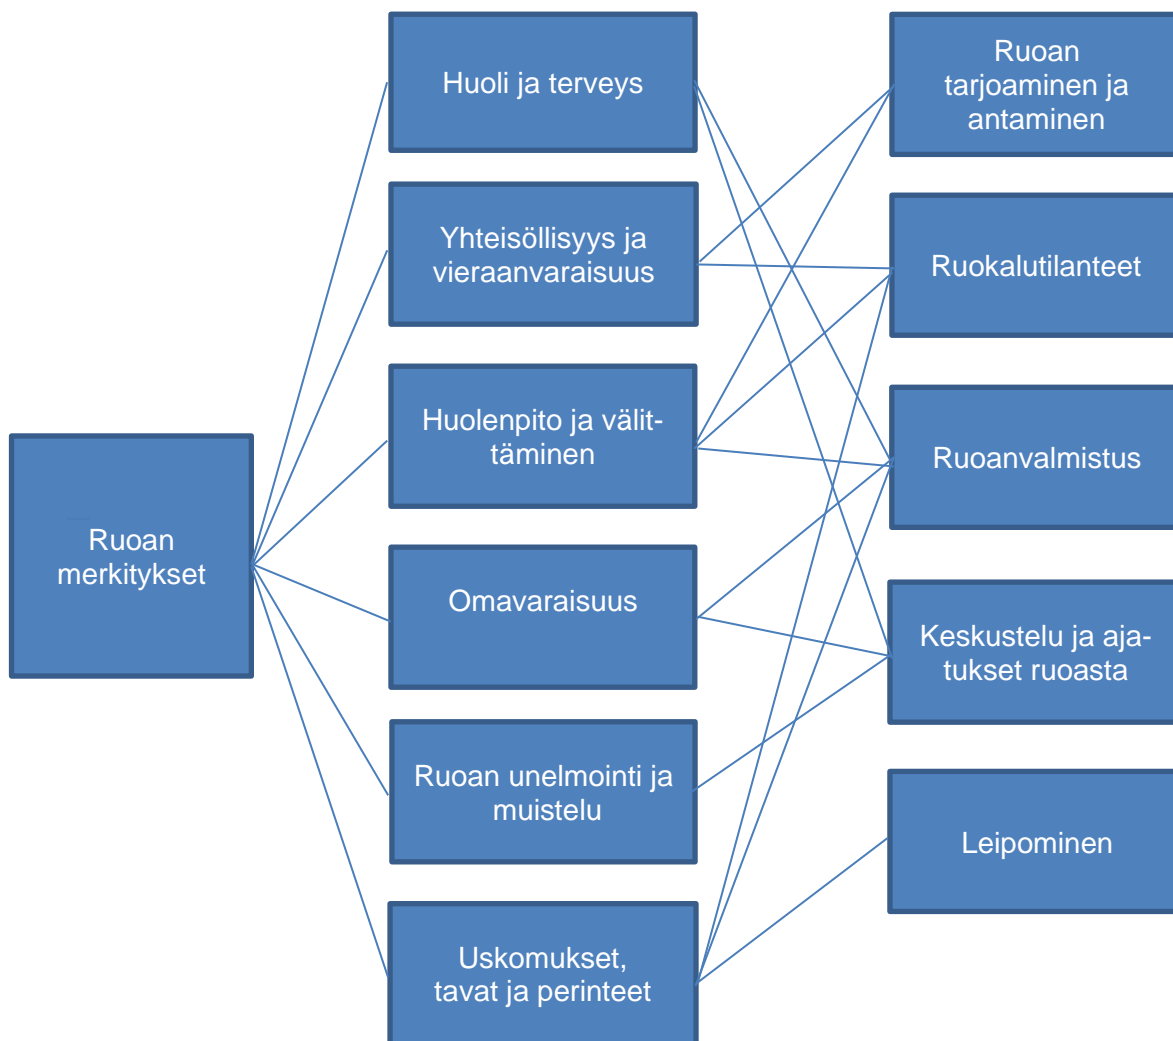 Ruoan
merkitykset
Huoli ja terveys
Yhteisöllisyys ja
vieraanvaraisuus
Huolenpito ja välit-
täminen
Omavaraisuus
Ruoan unelmointi ja
muistelu
Uskomukset,
tavat ja perinteet
Ruoan
tarjoaminen ja
antaminen
Ruokalutilanteet
Ruoanvalmistus
Keskustelu ja aja-
tukset ruoasta
Leipominen